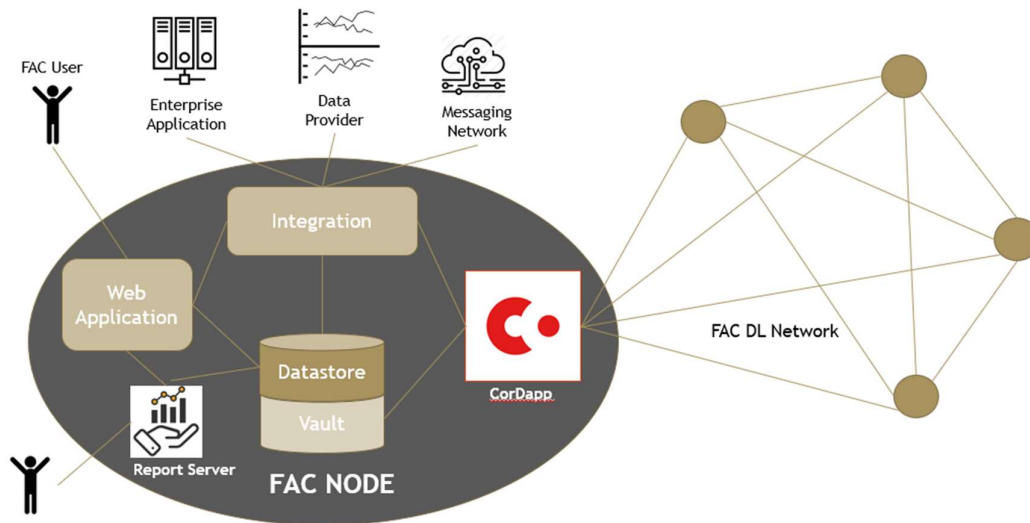 FAC User
Enterprise
Application
Data
Provider
Messaging
Network
Integration
Web
Application
Datastore
Vault
CorDapp
Report Server
FAC NODE
FAC DL Network